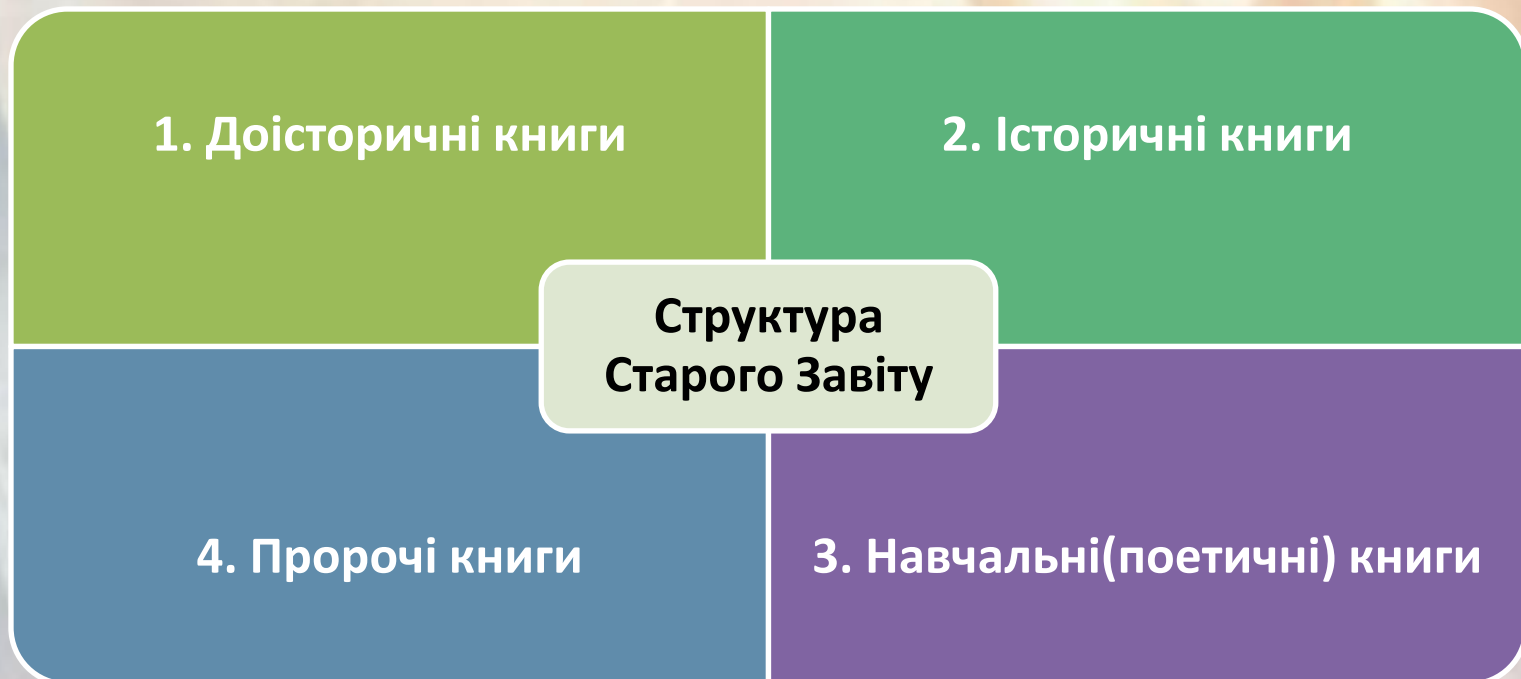 1. Доісторичні книги
2. Історичні книги
Структура
Старого Завіту
4. Пророчі книги
3. Навчальні(поетичні) книги